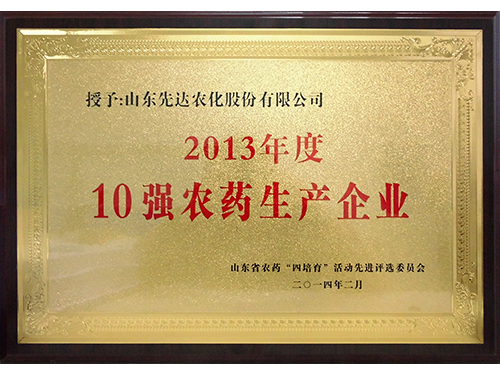 授予:山东先达农化股份有限公司
2013年度
10强农药生产企业
山东省农药“四培育”活动先进评选委员会
二〇一四年二月